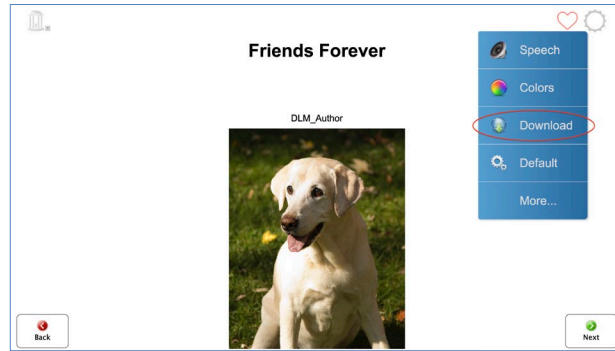 Friends Forever
DLM_Author
Speech
Colors
Download
Default
More...
Back
Next